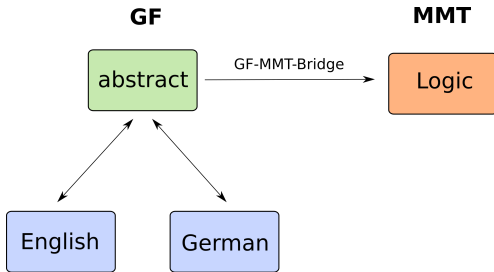 GF
MMT
GF-MMT-Bridge
abstract
Logic
English
German